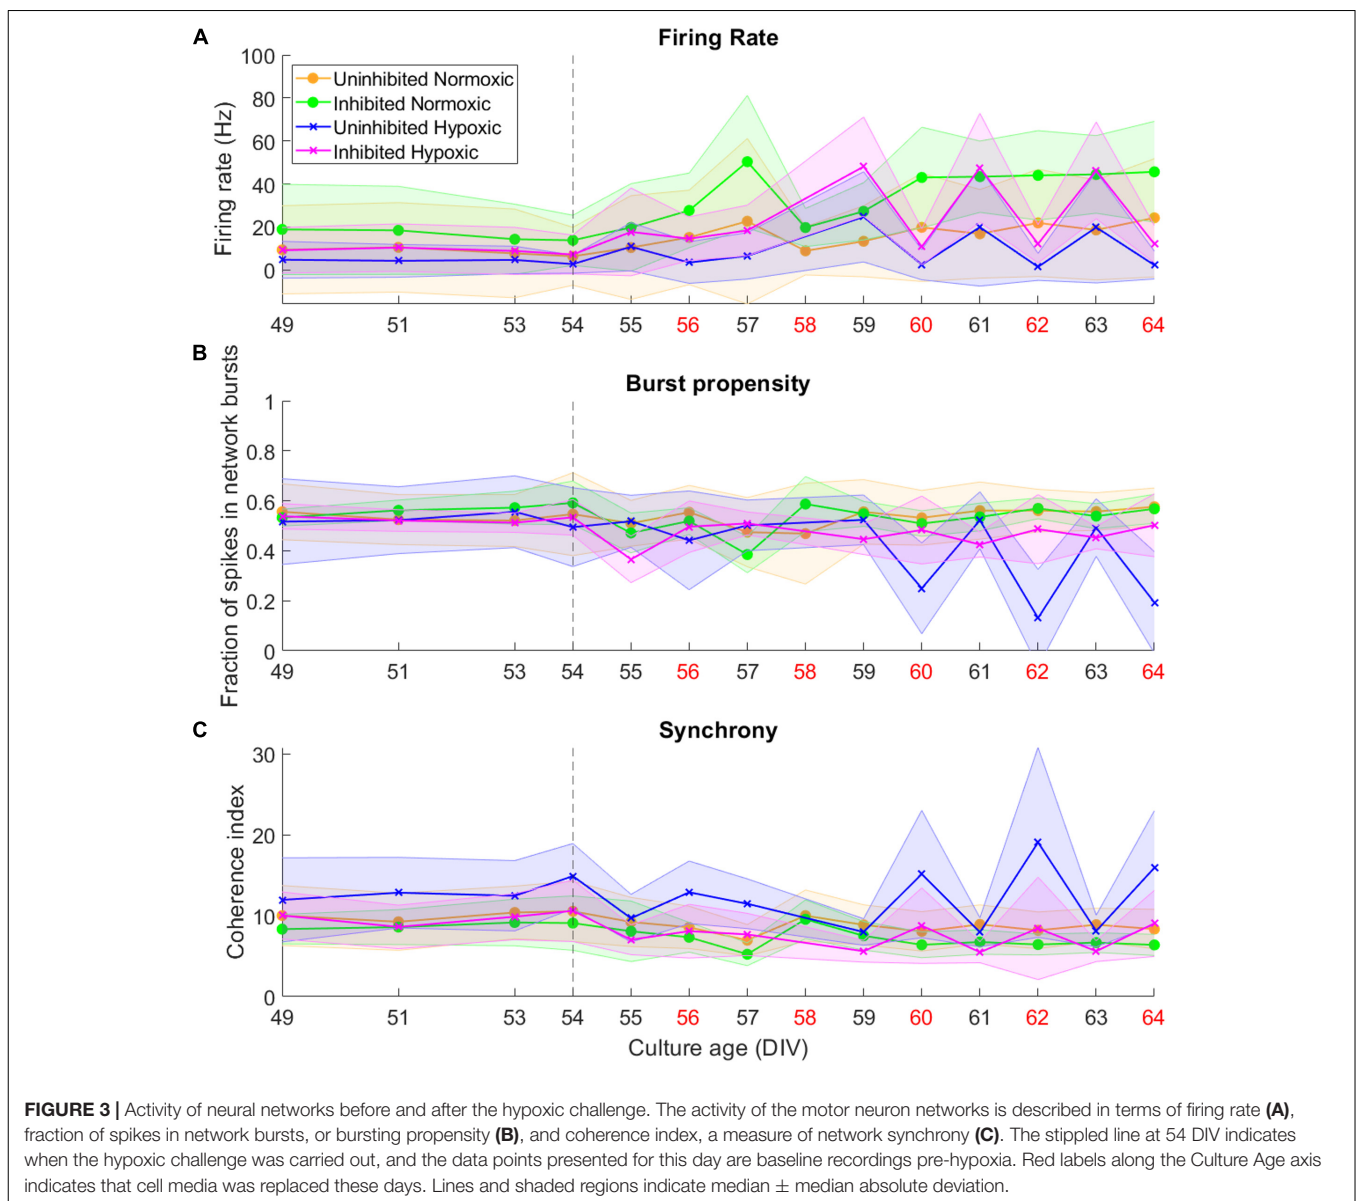 A
Firing Rate
Firing rate (Hz)
100
80
60
40
20
0
Uninhibited Normoxic
Inhibited Normoxic
Uninhibited Hypoxic
Inhibited Hypoxic
49 51 53 54 55 56 57 58 59 60 61 62 63 64
B
Burst propensity
Fraction of spikes in network bursts
1
0.8
0.6
0.4
0.2
0
49 51 53 54 55 56 57 58 59 60 61 62 63 64
C
Synchrony
Coherence index
30
20
10
0
49 51 53 54 55 56 57 58 59 60 61 62 63 64
Culture age (DIV)
FIGURE 3 | Activity of neural networks before and after the hypoxic challenge. The activity of the motor neuron networks is described in terms of firing rate (A),
fraction of spikes in network bursts, or bursting propensity (B), and coherence index, a measure of network synchrony (C). The stippled line at 54 DIV indicates
when the hypoxic challenge was carried out, and the data points presented for this day are baseline recordings pre-hypoxia. Red labels along the Culture Age axis
indicates that cell media was replaced these days. Lines and shaded regions indicate median ± median absolute deviation.